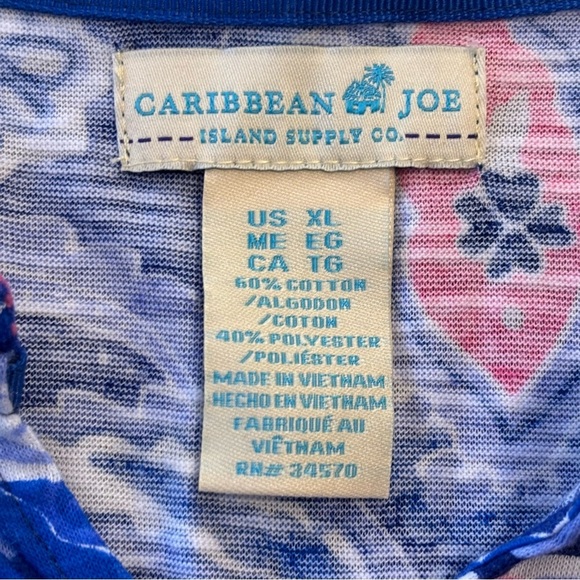 CARIBBEAN JOE
ISLAND SUPPLY CO.
US XL
ME EG
CA TG
60% COTTON
/ALGODON
/COTON
40% POLYESTER
/POLIÉSTER
MADE IN VIETNAM
HECHO EN VIETNAM
FABRIQUÉ AU
VIÊTNAM
RN# 34570